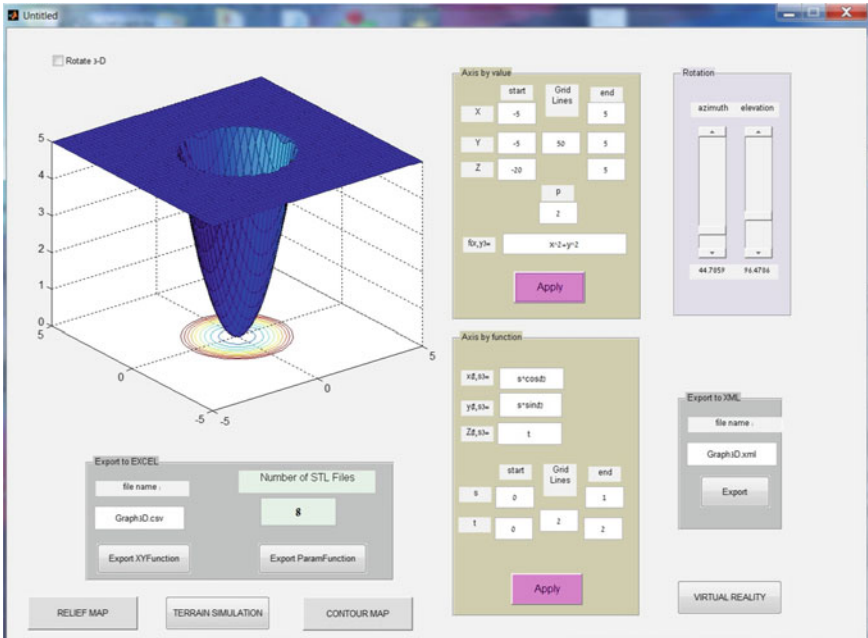 Untitled
Rotate 3-D
5
4
3
2
1
0
5
0
-5
-5
0
5
Axis by value
start
Grid Lines
end
X
-5
5
Y
-5
50
5
Z
-20
5
p
2
x^2+y^2
Apply
Rotation
azimuth
elevation
44.7059
96.4706
Axis by function
s*cos(t)
s*sin(t)
t
start
Grid Lines
end
s
0
1
t
0
2
2
Apply
Export to XML
file name :
Graph3D.xml
Export
Export to EXCEL
file name :
Graph3D.csv
Number of STL Files
8
Export XYFunction
Export ParamFunction
RELIEF MAP
TERRAIN SIMULATION
CONTOUR MAP
VIRTUAL REALITY